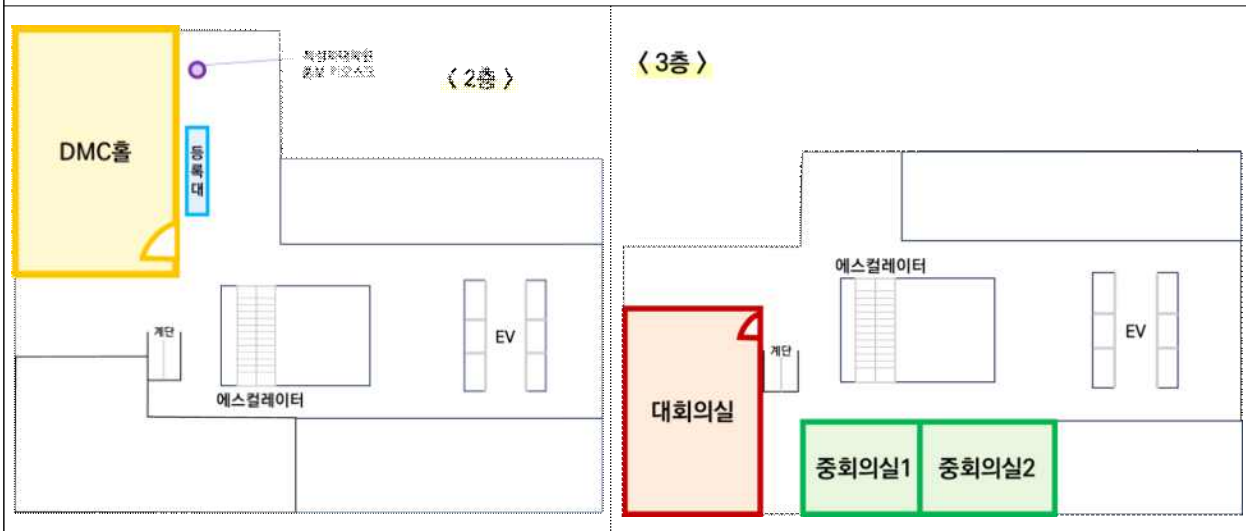 〈 2층 〉
DMC홀
등록대
계단
에스컬레이터
EV
〈 3층 〉
에스컬레이터
EV
계단
대회의실
중회의실1
중회의실2